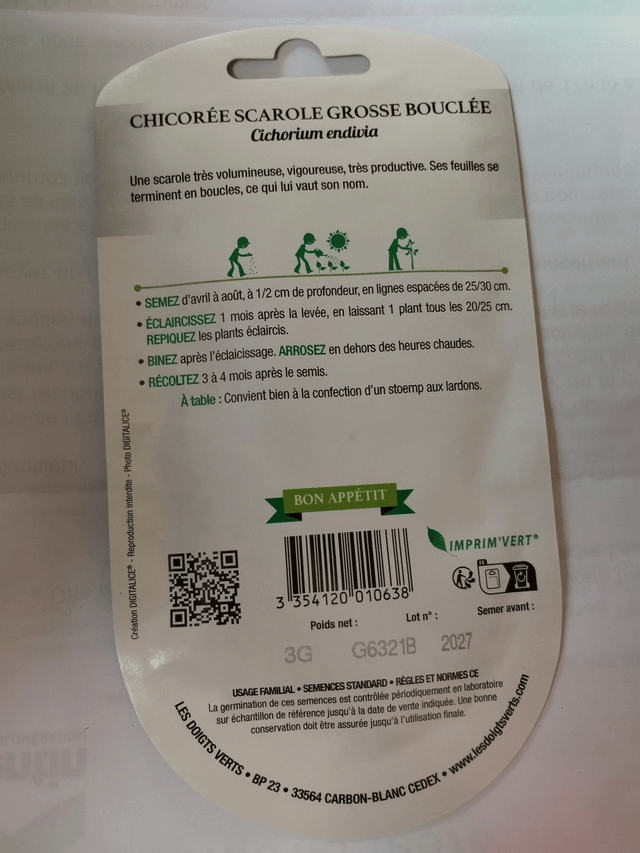 CHICORÉE SCAROLE GROSSE BOUCLÉE
Cichorium endivia
Une scarole très volumineuse, vigoureuse, très productive. Ses feuilles se
terminent en boucles, ce qui lui vaut son nom.
• SEMEZ d'avril à août, à 1/2 cm de profondeur, en lignes espacées de 25/30 cm.
• ÉCLAIRCISSEZ 1 mois après la levée, en laissant 1 plant tous les 20/25 cm.
REPIQUEZ les plants éclaircis.
• BINEZ après l'éclaicissage. ARROSEZ en dehors des heures chaudes.
• RÉCOLTEZ 3 à 4 mois après le semis.
À table : Convient bien à la confection d'un stoemp aux lardons.
Création DIGITALICE® - Reproduction interdite - Photo DIGITALICE®
BON APPÉTIT
IMPRIM'VERT®
3 354120 010638
Poids net :
Lot n° :
Semer avant :
3G
G6321B
2027
USAGE FAMILIAL • SEMENCES STANDARD • RÈGLES ET NORMES CE
La germination de ces semences est contrôlée périodiquement en laboratoire
sur échantillon de référence jusqu'à la date de vente indiquée. Une bonne
conservation doit être assurée jusqu'à l'utilisation finale.
LES DOIGTS VERTS • BP 23 • 33564 CARBON-BLANC CEDEX • www.lesdoigtsverts.com